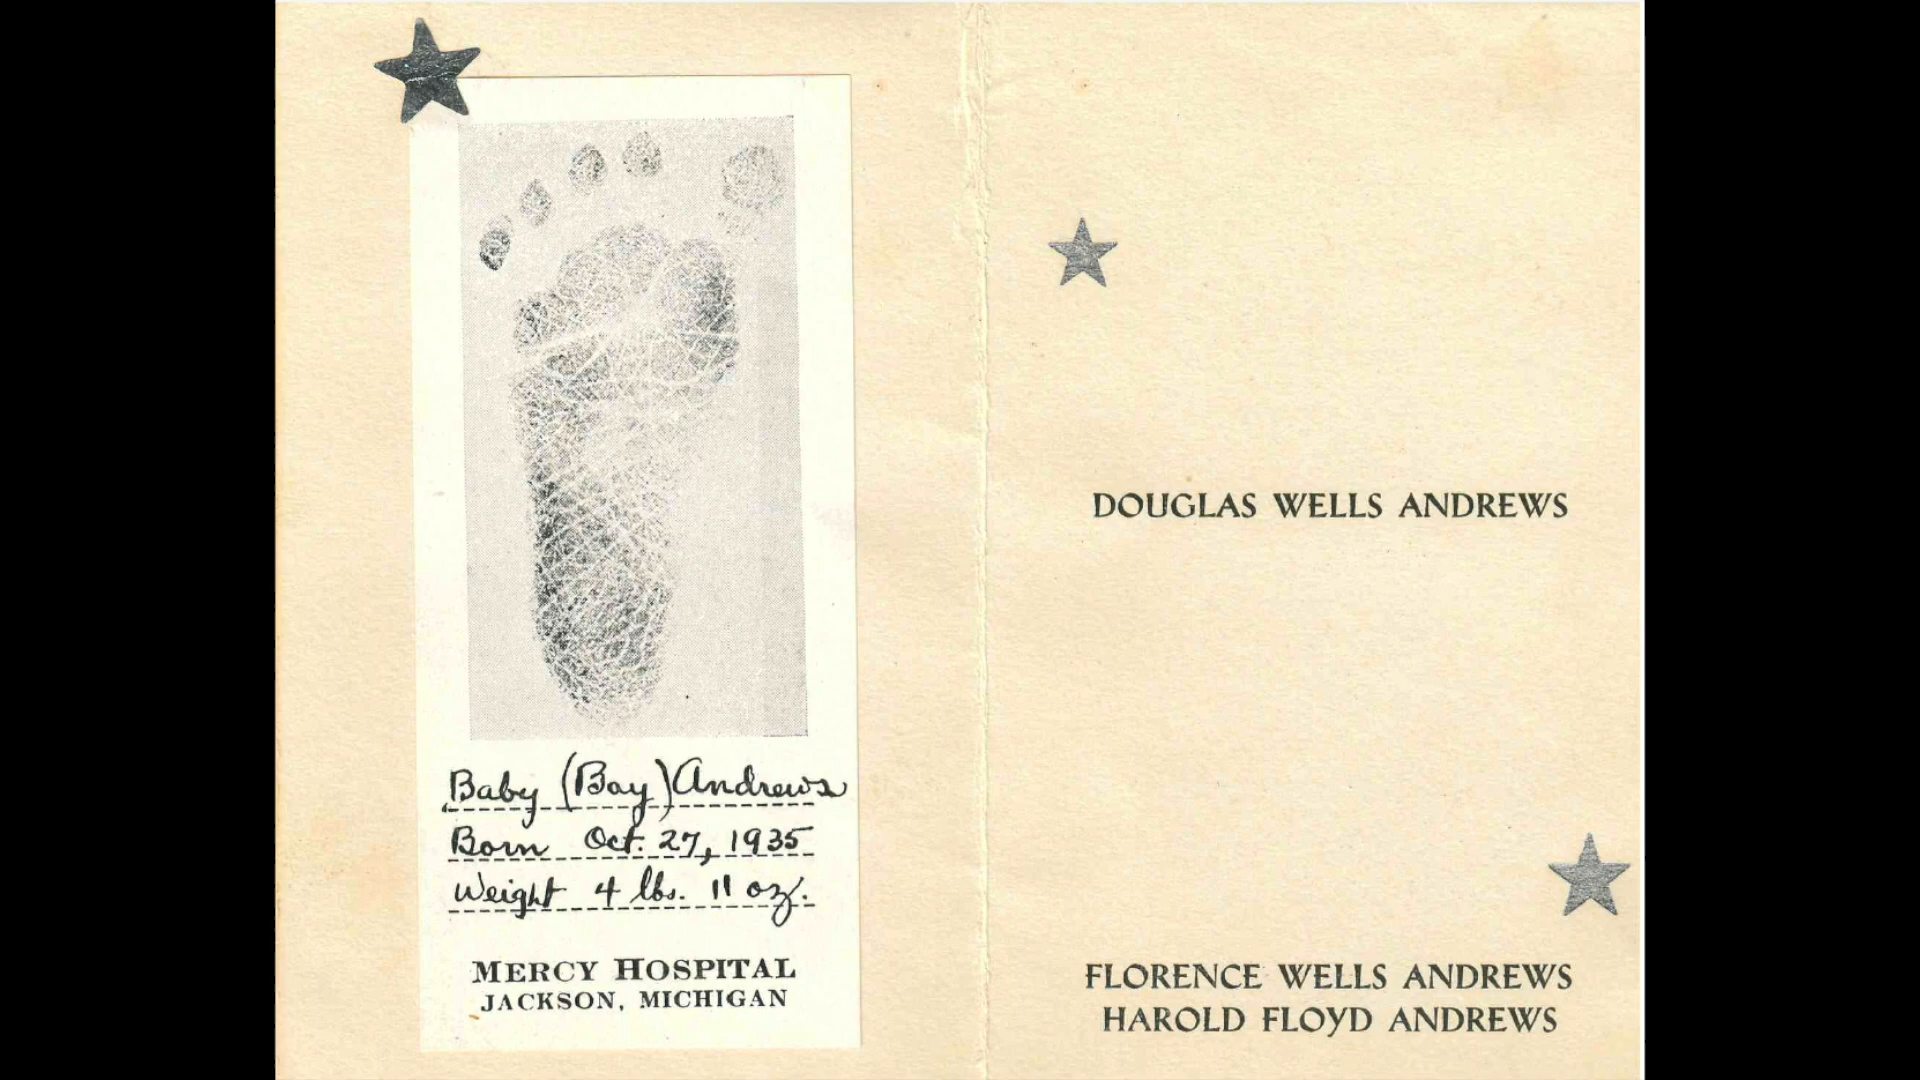 Baby (Boy) Andrews
Born Oct. 27, 1935
Weight 4 lbs. 11 oz.
MERCY HOSPITAL
JACKSON, MICHIGAN
DOUGLAS WELLS ANDREWS
FLORENCE WELLS ANDREWS
HAROLD FLOYD ANDREWS